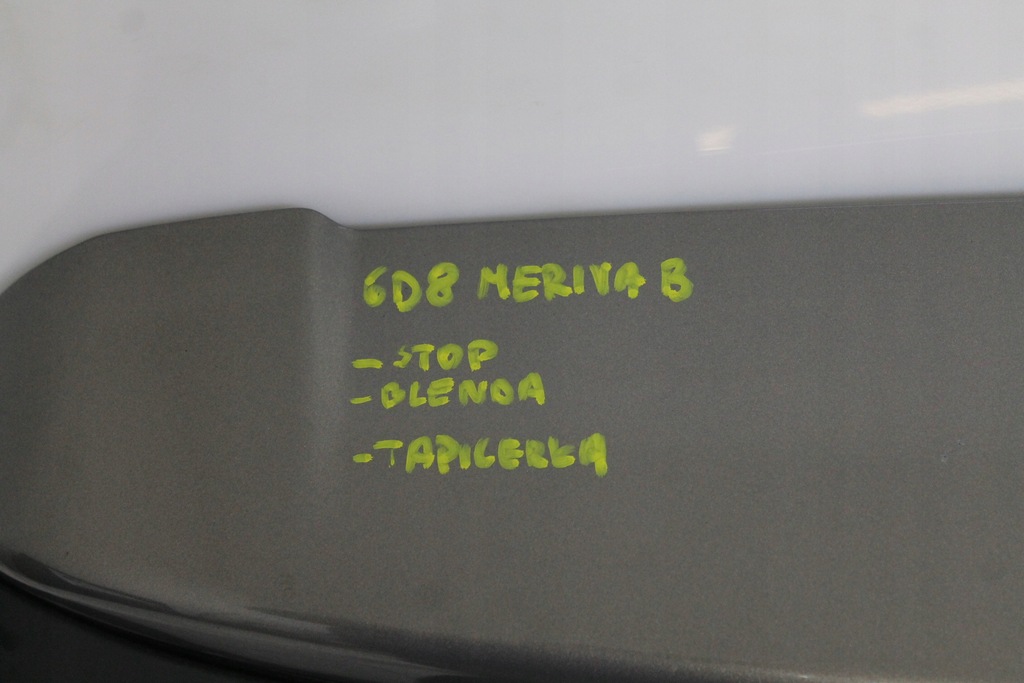 6D8 MERIVA B
- STOP
- BLENDA
- TAPICERKA